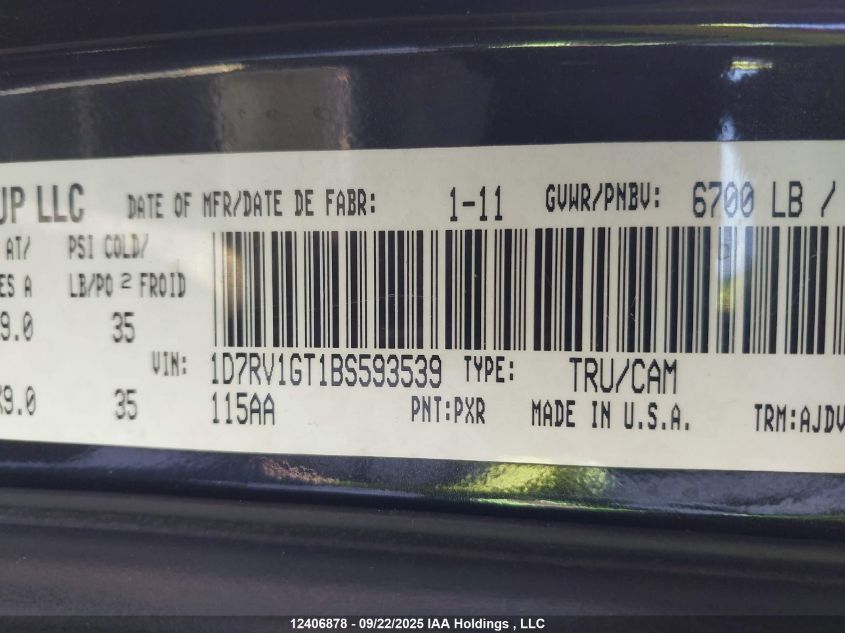 UP LLC DATE OF MFR/DATE DE FABR: 1-11 GVWR/PNBV: 6700 LB /
AT/ PSI COLD/
ES A LB/PO 2 FROID
9.0 35
VIN: 1D7RV1GT1BS593539 TYPE: TRU/CAM
X9.0 35 115AA PNT:PXR MADE IN U.S.A. TRM:AJDV
12406878 - 09/22/2025 IAA Holdings , LLC